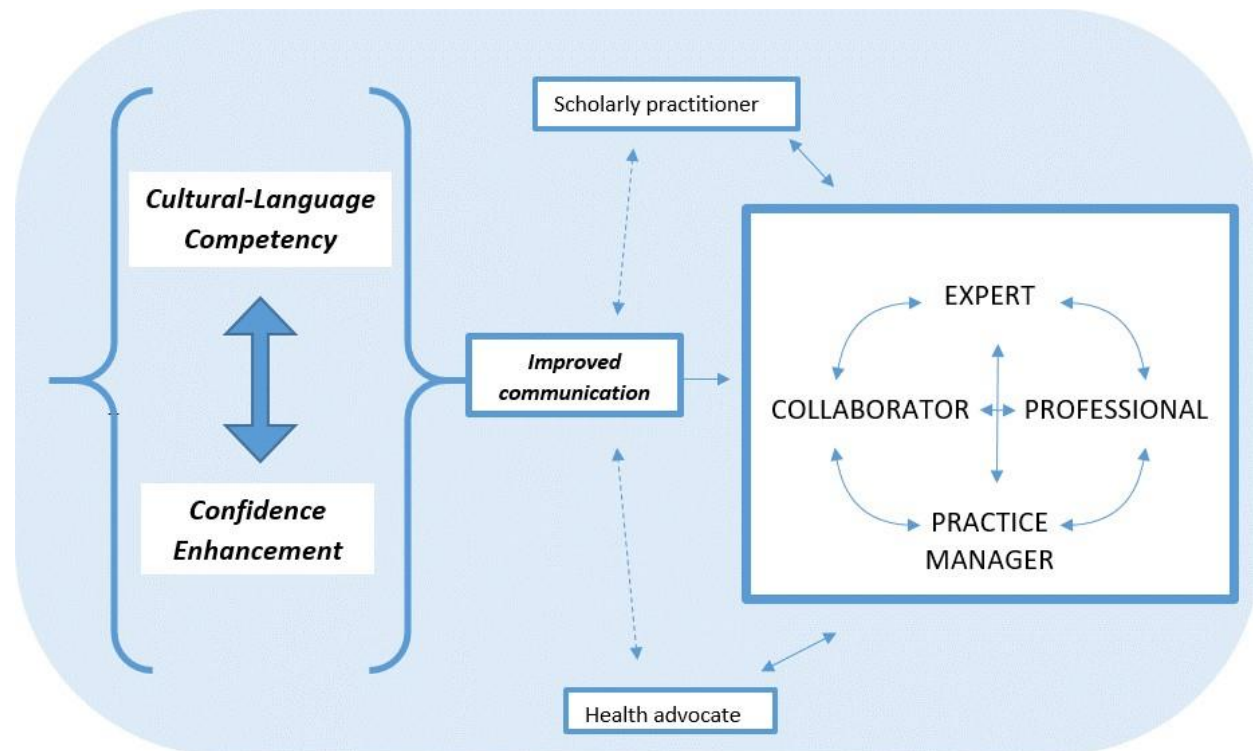 Scholarly practitioner
Cultural-Language
Competency
Improved
communication
Confidence
Enhancement
EXPERT
COLLABORATOR
PROFESSIONAL
PRACTICE
MANAGER
Health advocate